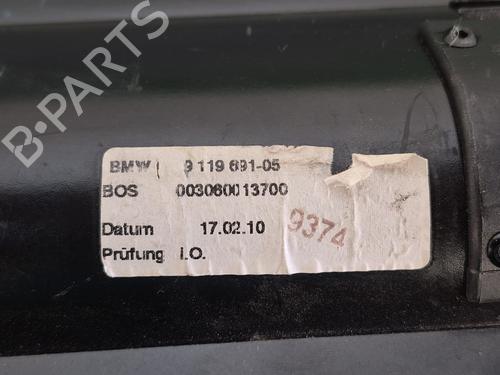 BMW ( 9 119 691-05
BOS 003060013700
Datum 17.02.10
9374
Prüfung i.O.
B-PARTS